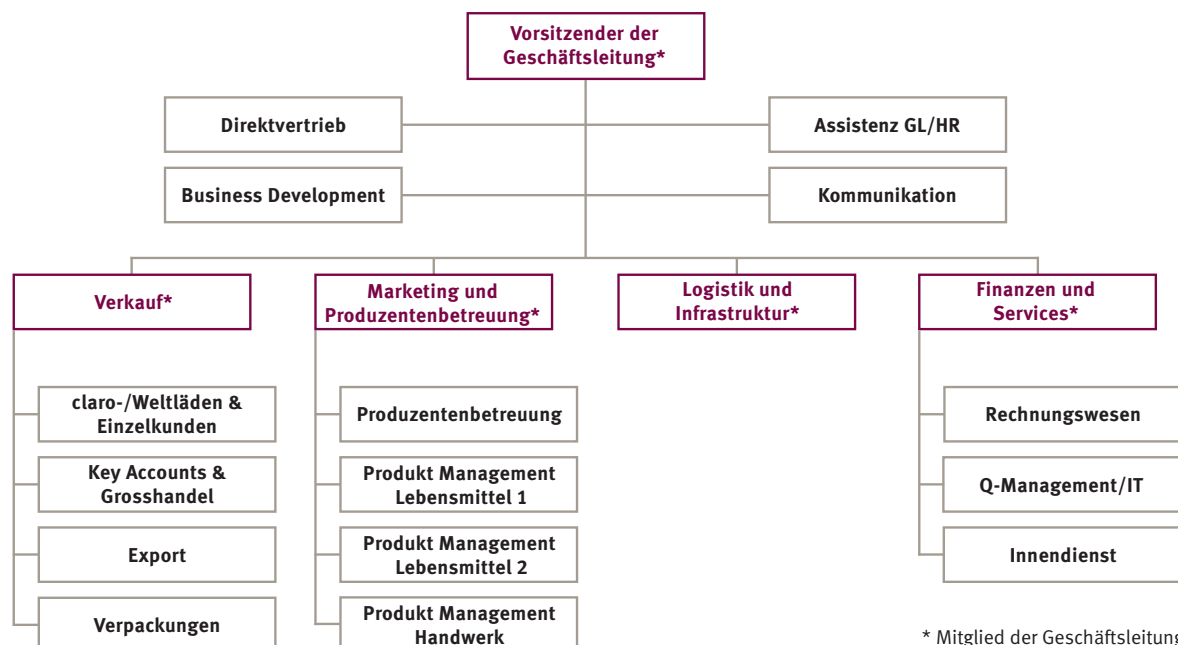 Vorsitzender der
Geschäftsleitung*
Direktvertrieb
Assistenz GL/HR
Business Development
Kommunikation
Verkauf*
Marketing und
Produzentenbetreuung*
Logistik und
Infrastruktur*
Finanzen und
Services*
claro-/Weltläden &
Einzelkunden
Key Accounts &
Grosshandel
Export
Verpackungen
Produzentenbetreuung
Produkt Management
Lebensmittel 1
Produkt Management
Lebensmittel 2
Produkt Management
Handwerk
Rechnungswesen
Q-Management/IT
Innendienst
* Mitglied der Geschäftsleitung